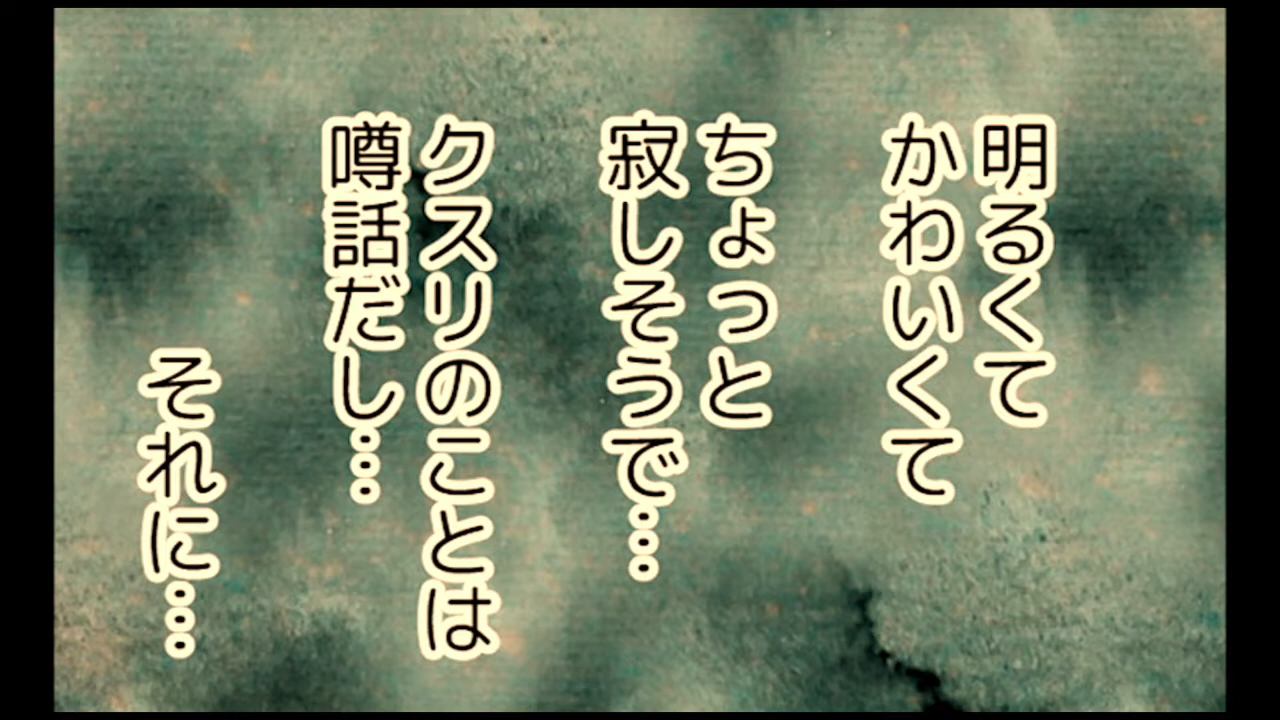 明るくて
かわいくて
ちょっと
寂しそうで…
クスリのことは
噂話だし…
それに…